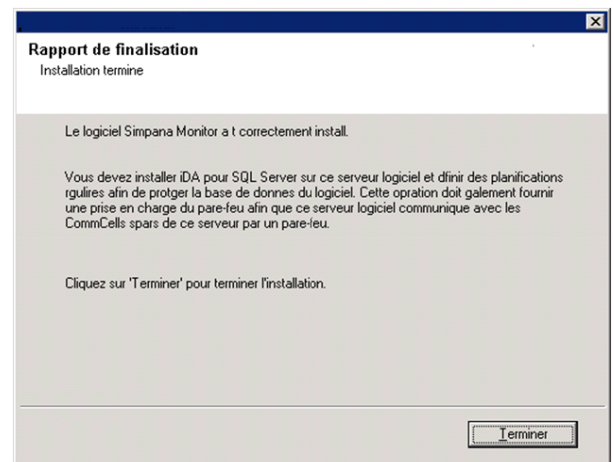 Rapport de finalisation
Installation termine
Le logiciel Simpana Monitor a t correctement install.
Vous devez installer iDA pour SQL Server sur ce serveur logiciel et dfinir des planifications
rgulires afin de protger la base de donnes du logiciel. Cette opration doit galement fournir
une prise en charge du pare-feu afin que ce serveur logiciel communique avec les
CommCells spars de ce serveur par un pare-feu.
Cliquez sur 'Terminer' pour terminer l'installation.
Terminer